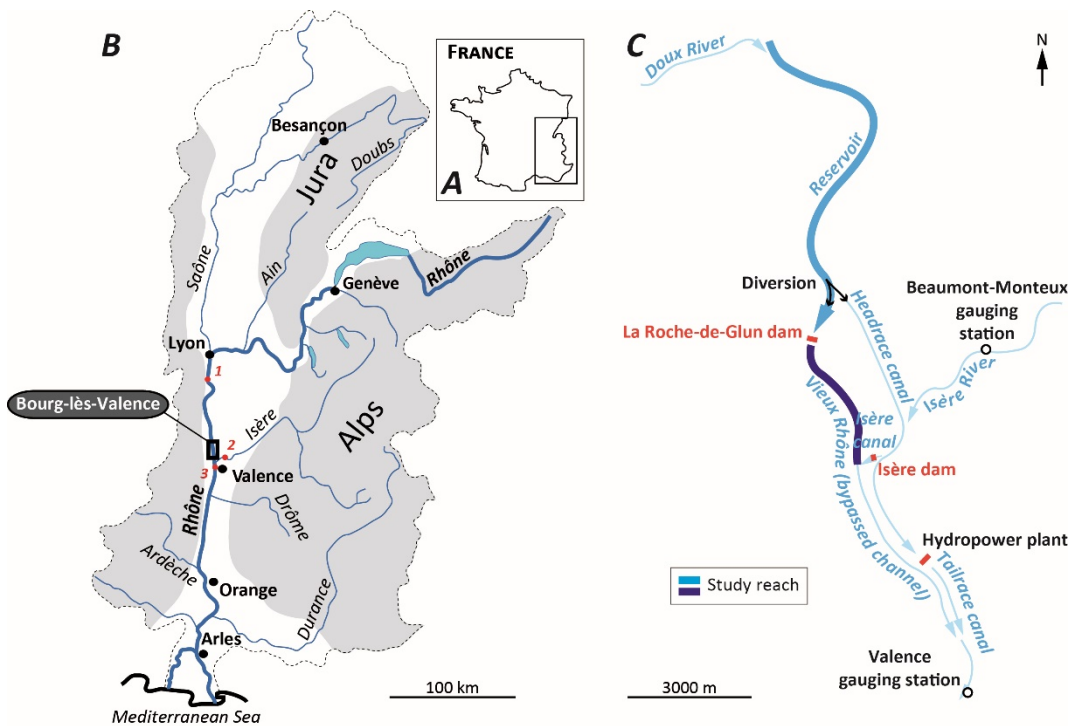 B
FRANCE
A
Besançon
Jura
Doubs
Saône
Ain
Rhône
Genève
Lyon
1
Bourg-lès-Valence
Isère
Alps
2
3
Valence
Rhône
Drôme
Ardèche
Orange
Durance
Arles
Mediterranean Sea
100 km
C
N
Doux River
Reservoir
Diversion
Headrace canal
Beaumont-Monteux
gauging
station
La Roche-de-Glun dam
Isère River
Vieux Rhône (bypassed channel)
Isère
canal
Isère dam
Hydropower plant
Tailrace canal
Study reach
Valence
gauging station
3000 m